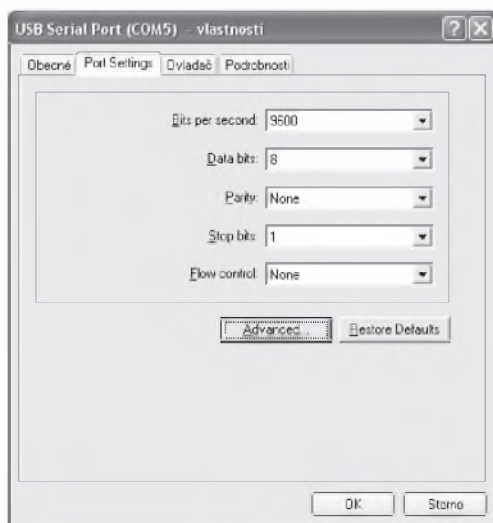 USB Serial Port (COM5) - vlastnosti
Obecné Port Settings Ovladač Podrobnosti
Bits per second: 9600
Data bits: 8
Parity: None
Stop bits: 1
Flow control: None
Advanced... Restore Defaults
OK Storno